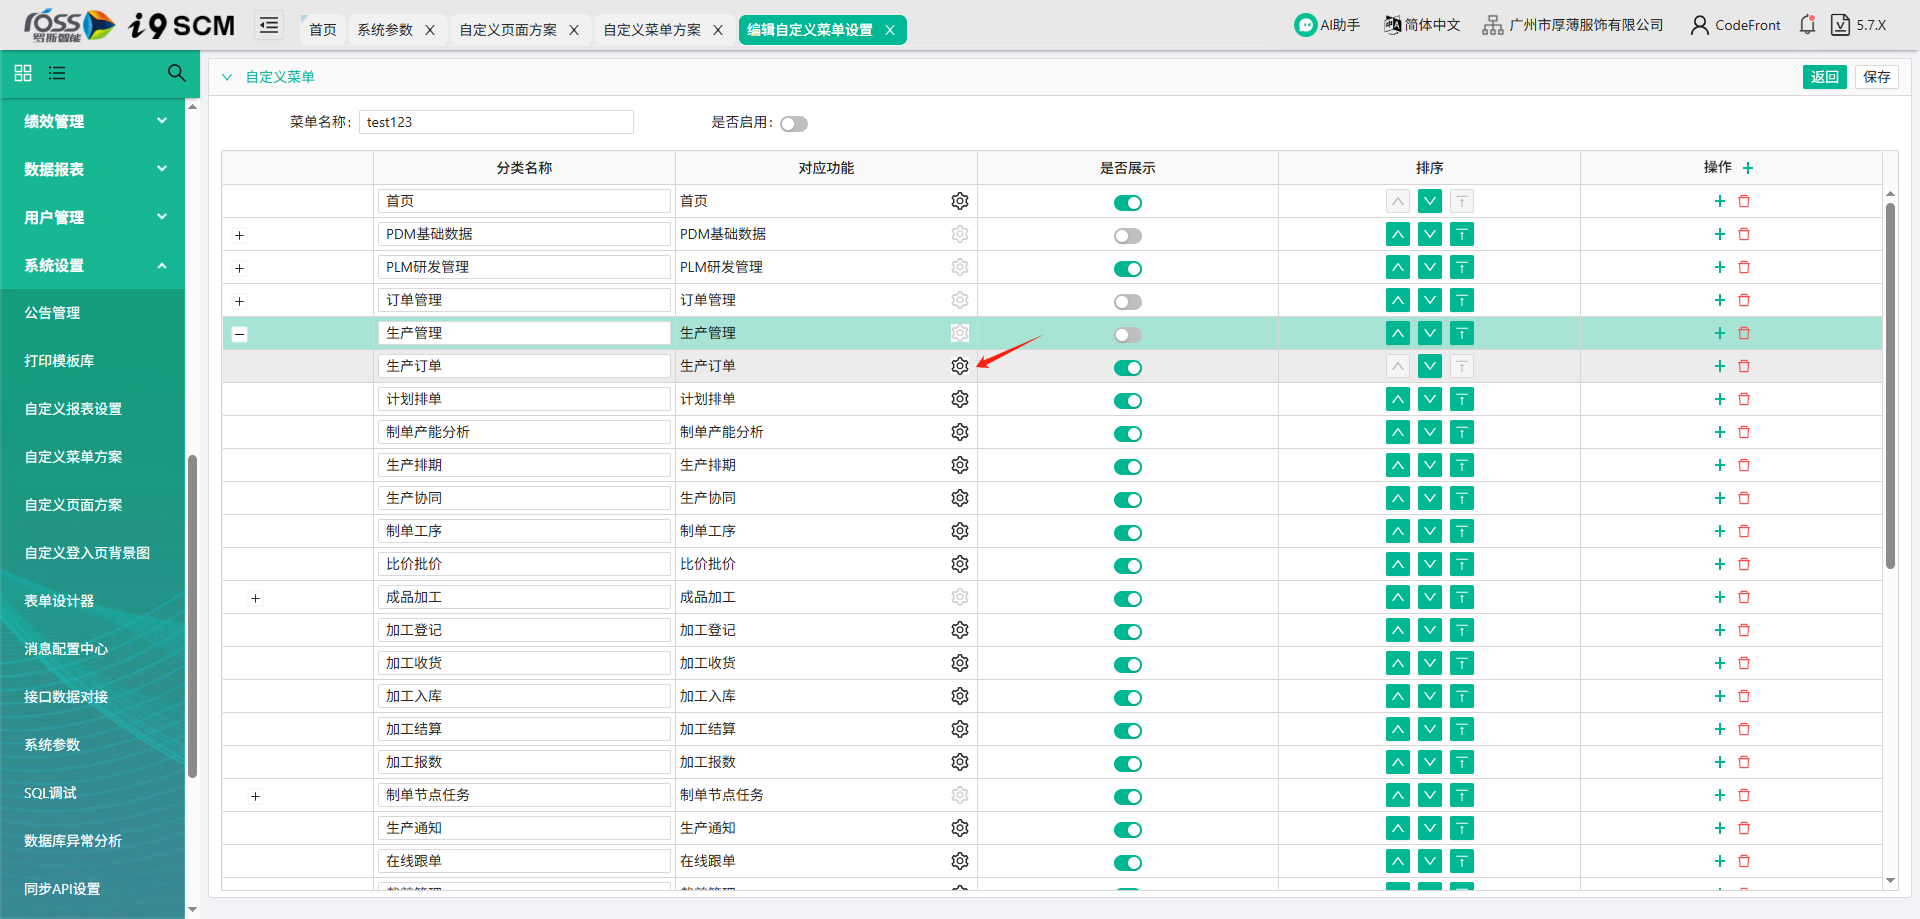 rōss
罗斯智能
i9 SCM
首页
系统参数 X
自定义页面方案 X
自定义菜单方案 X
编辑自定义菜单设置 X
AI助手
简体中文
广州市厚薄服饰有限公司
CodeFront
5.7.X
绩效管理
数据报表
用户管理
系统设置
公告管理
打印模板库
自定义报表设置
自定义菜单方案
自定义页面方案
自定义登入页背景图
表单设计器
消息配置中心
接口数据对接
系统参数
SQL调试
数据库异常分析
同步API设置
自定义菜单
返回 保存
菜单名称: test123 是否启用:
分类名称 对应功能 是否展示 排序 操作 +
首页 首页
+ PDM基础数据 PDM基础数据
+ PLM研发管理 PLM研发管理
+ 订单管理 订单管理
- 生产管理 生产管理
生产订单 生产订单
计划排单 计划排单
制单产能分析 制单产能分析
生产排期 生产排期
生产协同 生产协同
制单工序 制单工序
比价批价 比价批价
+ 成品加工 成品加工
加工登记 加工登记
加工收货 加工收货
加工入库 加工入库
加工结算 加工结算
加工报数 加工报数
+ 制单节点任务 制单节点任务
生产通知 生产通知
在线跟单 在线跟单